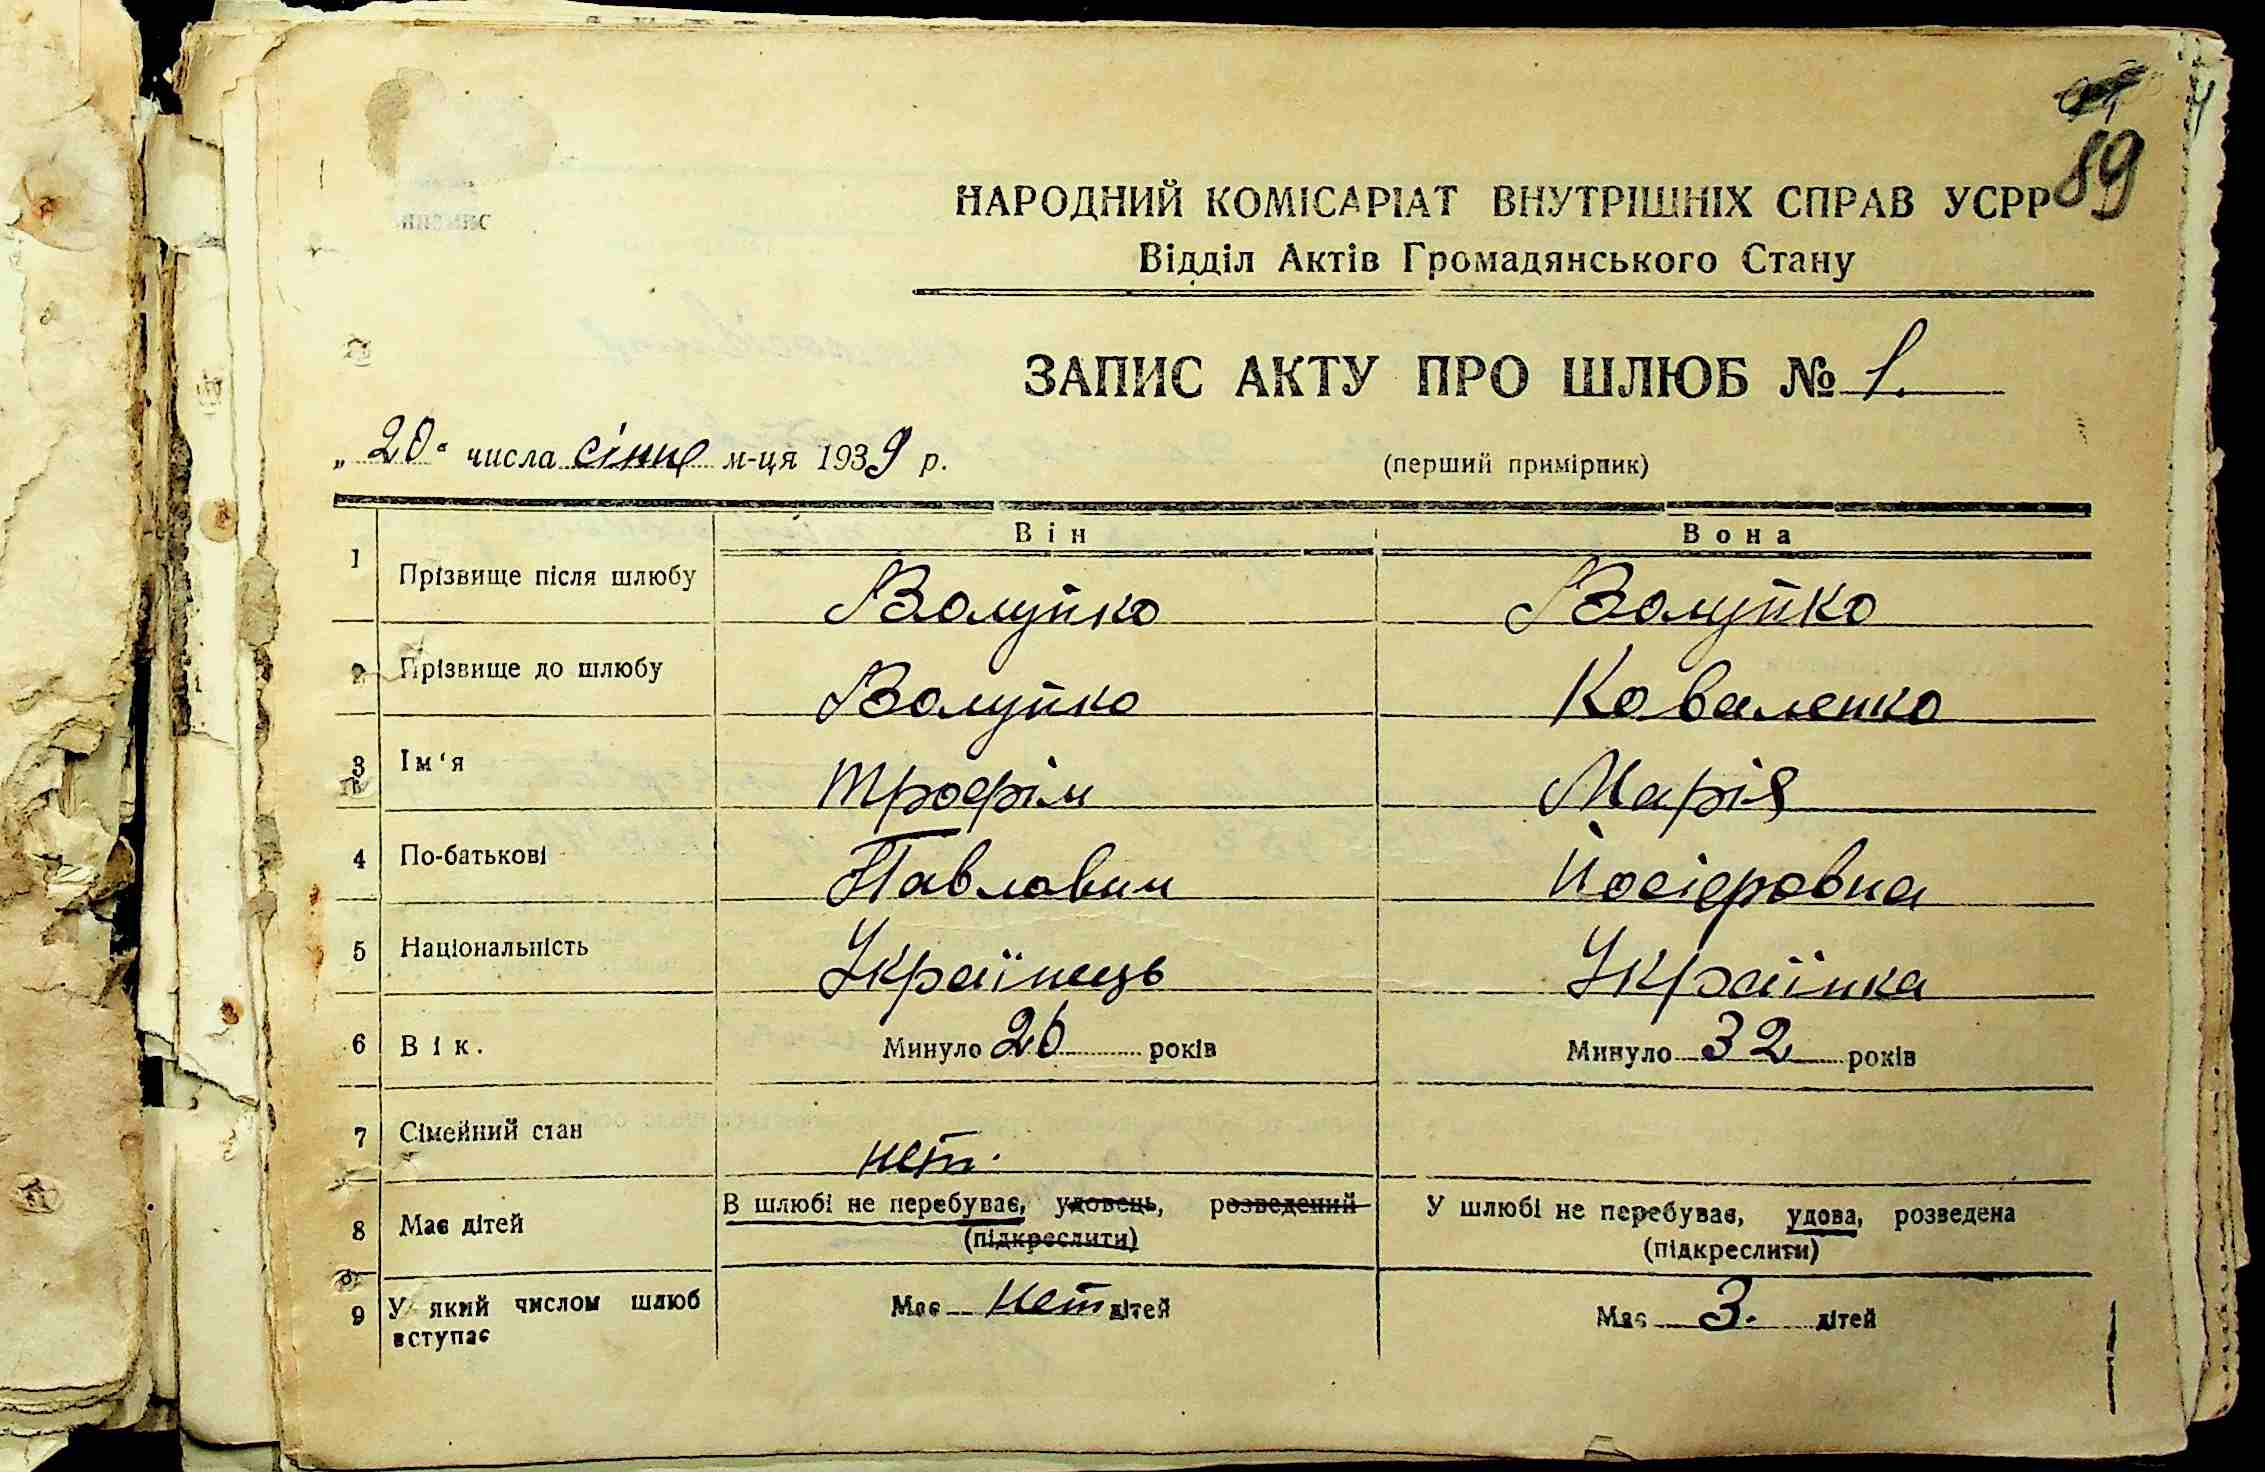 89
НАРОДНИЙ КОМІСАРІАТ ВНУТРІШНІХ СПРАВ УСРР
Відділ Актів Громадянського Стану
ЗАПИС АКТУ ПРО ШЛЮБ № 1.
„20“ числа січня м-ця 1939 р. (перший примірник)
Він Вона
1 Прізвище після шлюбу Волуйко Волуйко
2 Прізвище до шлюбу Волуйко Коваленко
3 Ім‘я Трофім Марія
4 По-батькові Павлович Йосіфовна
5 Національність Українець Українка
6 Вік. Минуло 26 років Минуло 32 років
7 Сімейний стан нет.
8 Має дітей В шлюбі не перебуває, удовець, розведений У шлюбі не перебуває, удова, розведена
(підкреслити) (підкреслити)
9 У який числом шлюб вступає Має нет дітей Має 3. дітей